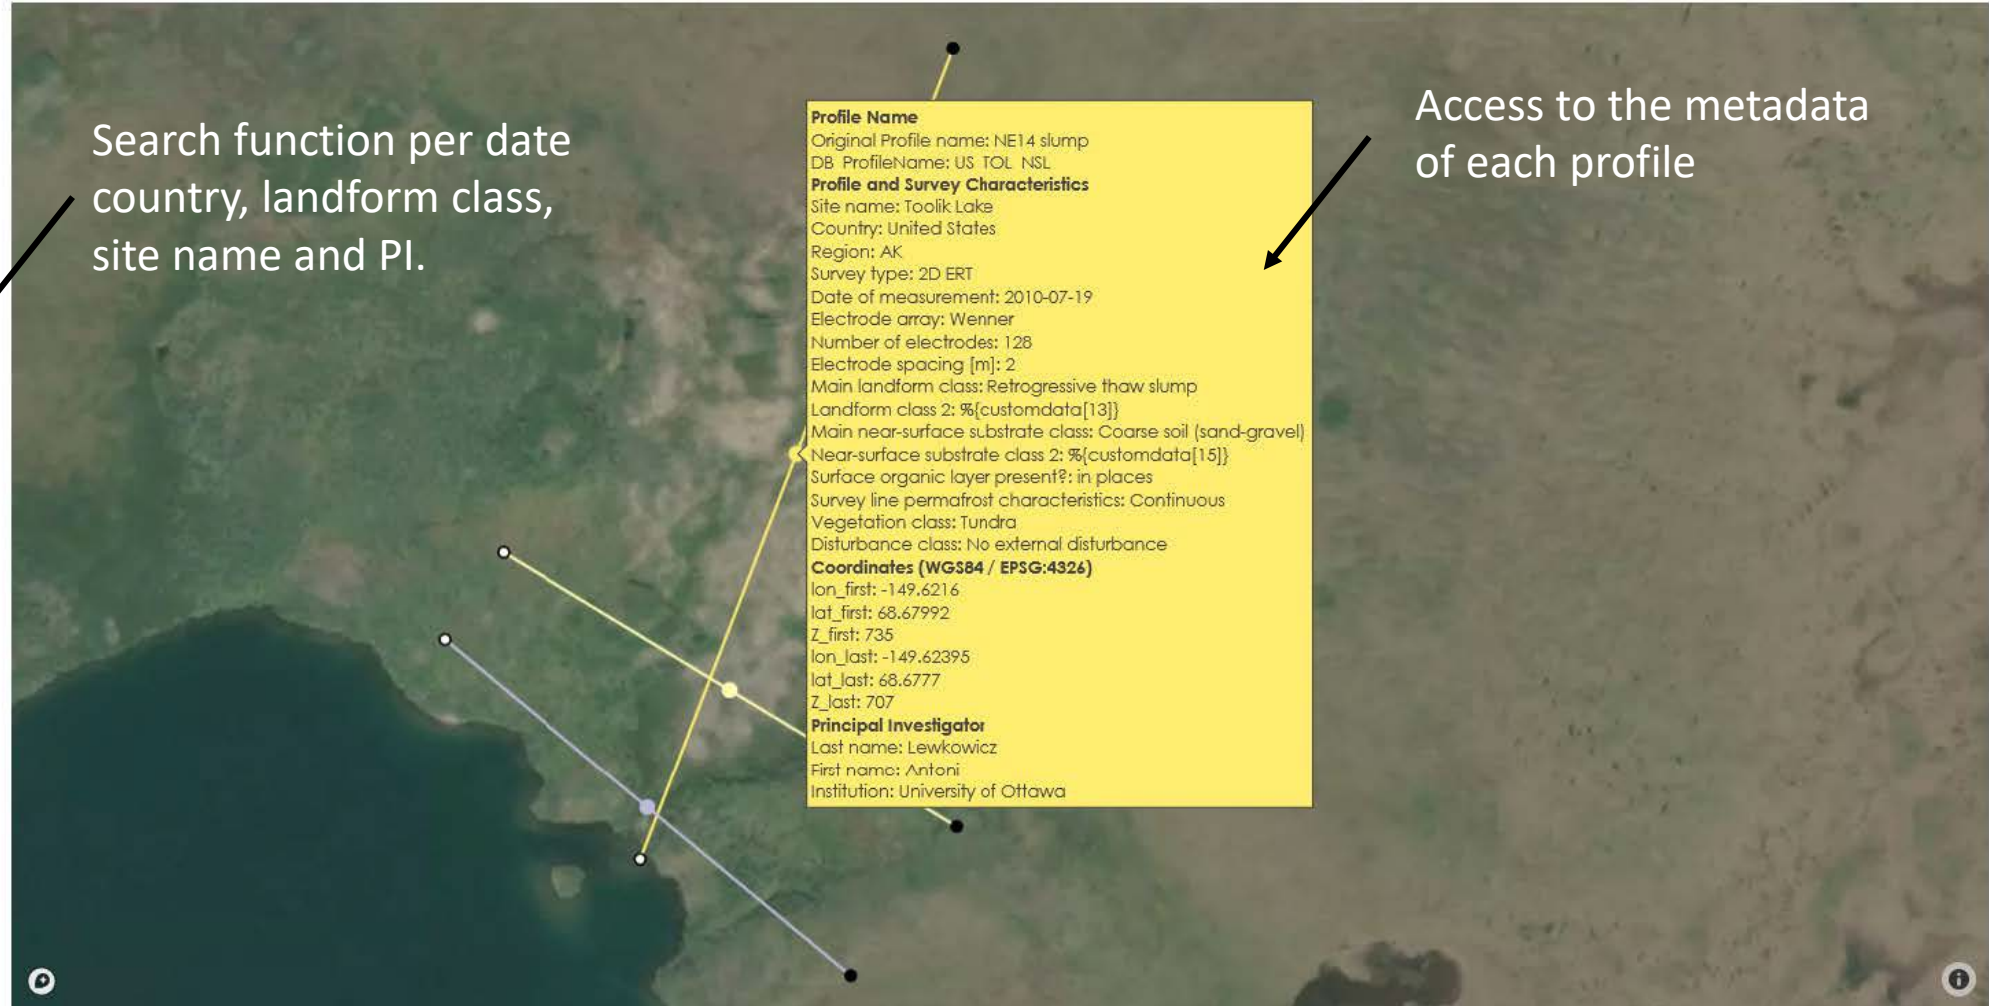 Search function per date
country, landform class,
site name and PI.
Access to the metadata
of each profile
Profile Name
Original Profile name: NE14 slump
DB_ProfileName: US_TOL_NSL
Profile and Survey Characteristics
Site name: Toolik Lake
Country: United States
Region: AK
Survey type: 2D ERT
Date of measurement: 2010-07-19
Electrode array: Wenner
Number of electrodes: 128
Electrode spacing [m]: 2
Main landform class: Retrogressive thaw slump
Landform class 2: %{customdata[13]}
Main near-surface substrate class: Coarse soil (sand-gravel)
Near-surface substrate class 2: %{customdata[15]}
Surface organic layer present?: in places
Survey line permafrost characteristics: Continuous
Vegetation class: Tundra
Disturbance class: No external disturbance
Coordinates (WGS84 / EPSG:4326)
lon_first: -149.6216
lat_first: 68.67992
Z_first: 735
lon_last: -149.62395
lat_last: 68.6777
Z_last: 707
Principal Investigator
Last name: Lewkowicz
First name: Antoni
Institution: University of Ottawa